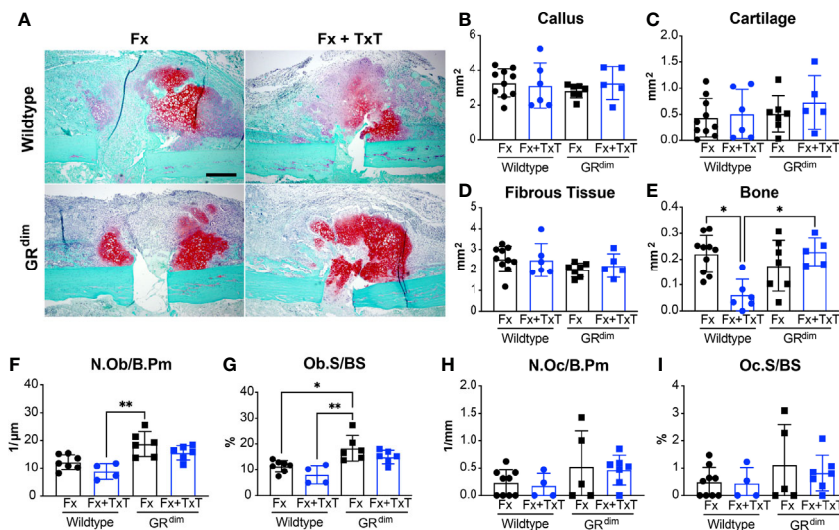 A
Fx
Fx + TxT
Wildtype
GRdim
B
Callus
mm2
6
4
2
0
Fx
Fx+TxT
Fx
Fx+TxT
Wildtype
GRdim
C
Cartilage
mm2
2.0
1.5
1.0
0.5
0.0
Fx
Fx+TxT
Fx
Fx+TxT
Wildtype
GRdim
D
Fibrous Tissue
mm2
6
4
2
0
Fx
Fx+TxT
Fx
Fx+TxT
Wildtype
GRdim
E
Bone
mm2
0.4
0.3
0.2
0.1
0.0
*
*
Fx
Fx+TxT
Fx
Fx+TxT
Wildtype
GRdim
F
N.Ob/B.Pm
1/µm
40
30
20
10
0
**
Fx
Fx+TxT
Fx
Fx+TxT
Wildtype
GRdim
G
Ob.S/BS
%
40
30
20
10
0
*
**
Fx
Fx+TxT
Fx
Fx+TxT
Wildtype
GRdim
H
N.Oc/B.Pm
1/mm
2.0
1.5
1.0
0.5
0.0
Fx
Fx+TxT
Fx
Fx+TxT
Wildtype
GRdim
I
Oc.S/BS
%
4
3
2
1
0
Fx
Fx+TxT
Fx
Fx+TxT
Wildtype
GRdim